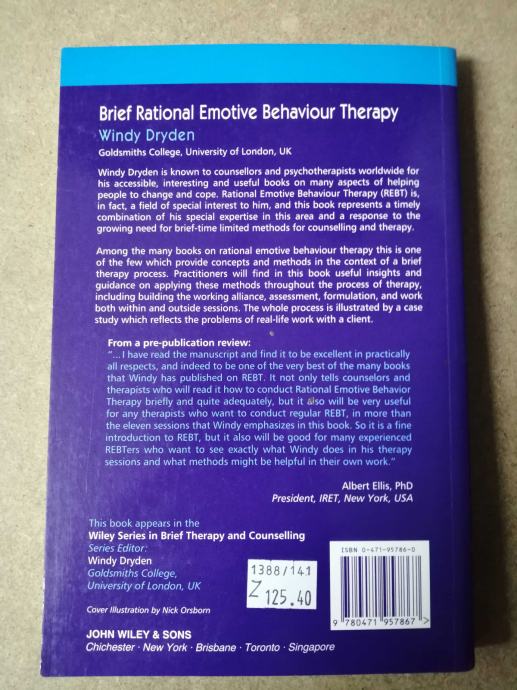 Brief Rational Emotive Behaviour Therapy
Windy Dryden
Goldsmiths College, University of London, UK
Windy Dryden is known to counsellors and psychotherapists worldwide for
his accessible, interesting and useful books on many aspects of helping
people to change and cope. Rational Emotive Behaviour Therapy (REBT) is,
in fact, a field of special interest to him, and this book represents a timely
combination of his special expertise in this area and a response to the
growing need for brief-time limited methods for counselling and therapy.
Among the many books on rational emotive behaviour therapy this is one
of the few which provide concepts and methods in the context of a brief
therapy process. Practitioners will find in this book useful insights and
guidance on applying these methods throughout the process of therapy,
including building the working alliance, assessment, formulation, and work
both within and outside sessions. The whole process is illustrated by a case
study which reflects the problems of real-life work with a client.
From a pre-publication review:
"...I have read the manuscript and find it to be excellent in practically
all respects, and indeed to be one of the very best of the many books
that Windy has published on REBT. It not only tells counselors and
therapists who will read it how to conduct Rational Emotive Behavior
Therapy briefly and quite adequately, but it also will be very useful
for any therapists who want to conduct regular REBT, in more than
the eleven sessions that Windy emphasizes in this book. So it is a fine
introduction to REBT, but it also will be good for many experienced
REBTers who want to see exactly what Windy does in his therapy
sessions and what methods might be helpful in their own work."
Albert Ellis, PhD
President, IRET, New York, USA
This book appears in the
Wiley Series in Brief Therapy and Counselling
Series Editor:
Windy Dryden
Goldsmiths College,
University of London, UK
Cover Illustration by Nick Orsborn
JOHN WILEY & SONS
Chichester · New York · Brisbane · Toronto · Singapore
1388/141
Z 125.40
ISBN 0-471-95786-0
9 780471 957867 >